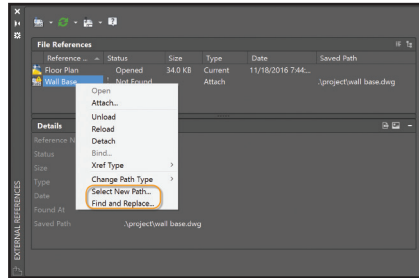 File References
Reference ... Status Size Type Date Saved Path
Floor Plan Opened 34.0 KB Current 11/18/2016 7:44:...
Wall Base ! Not Found Attach .\project\wall base.dwg
Open
Attach...
Unload
Reload
Detach
Bind...
Xref Type >
Change Path Type >
Select New Path...
Find and Replace...
Details
Reference N
Status
Size
Type
Date
Found At
Saved Path .\project\wall base.dwg
EXTERNAL REFERENCES